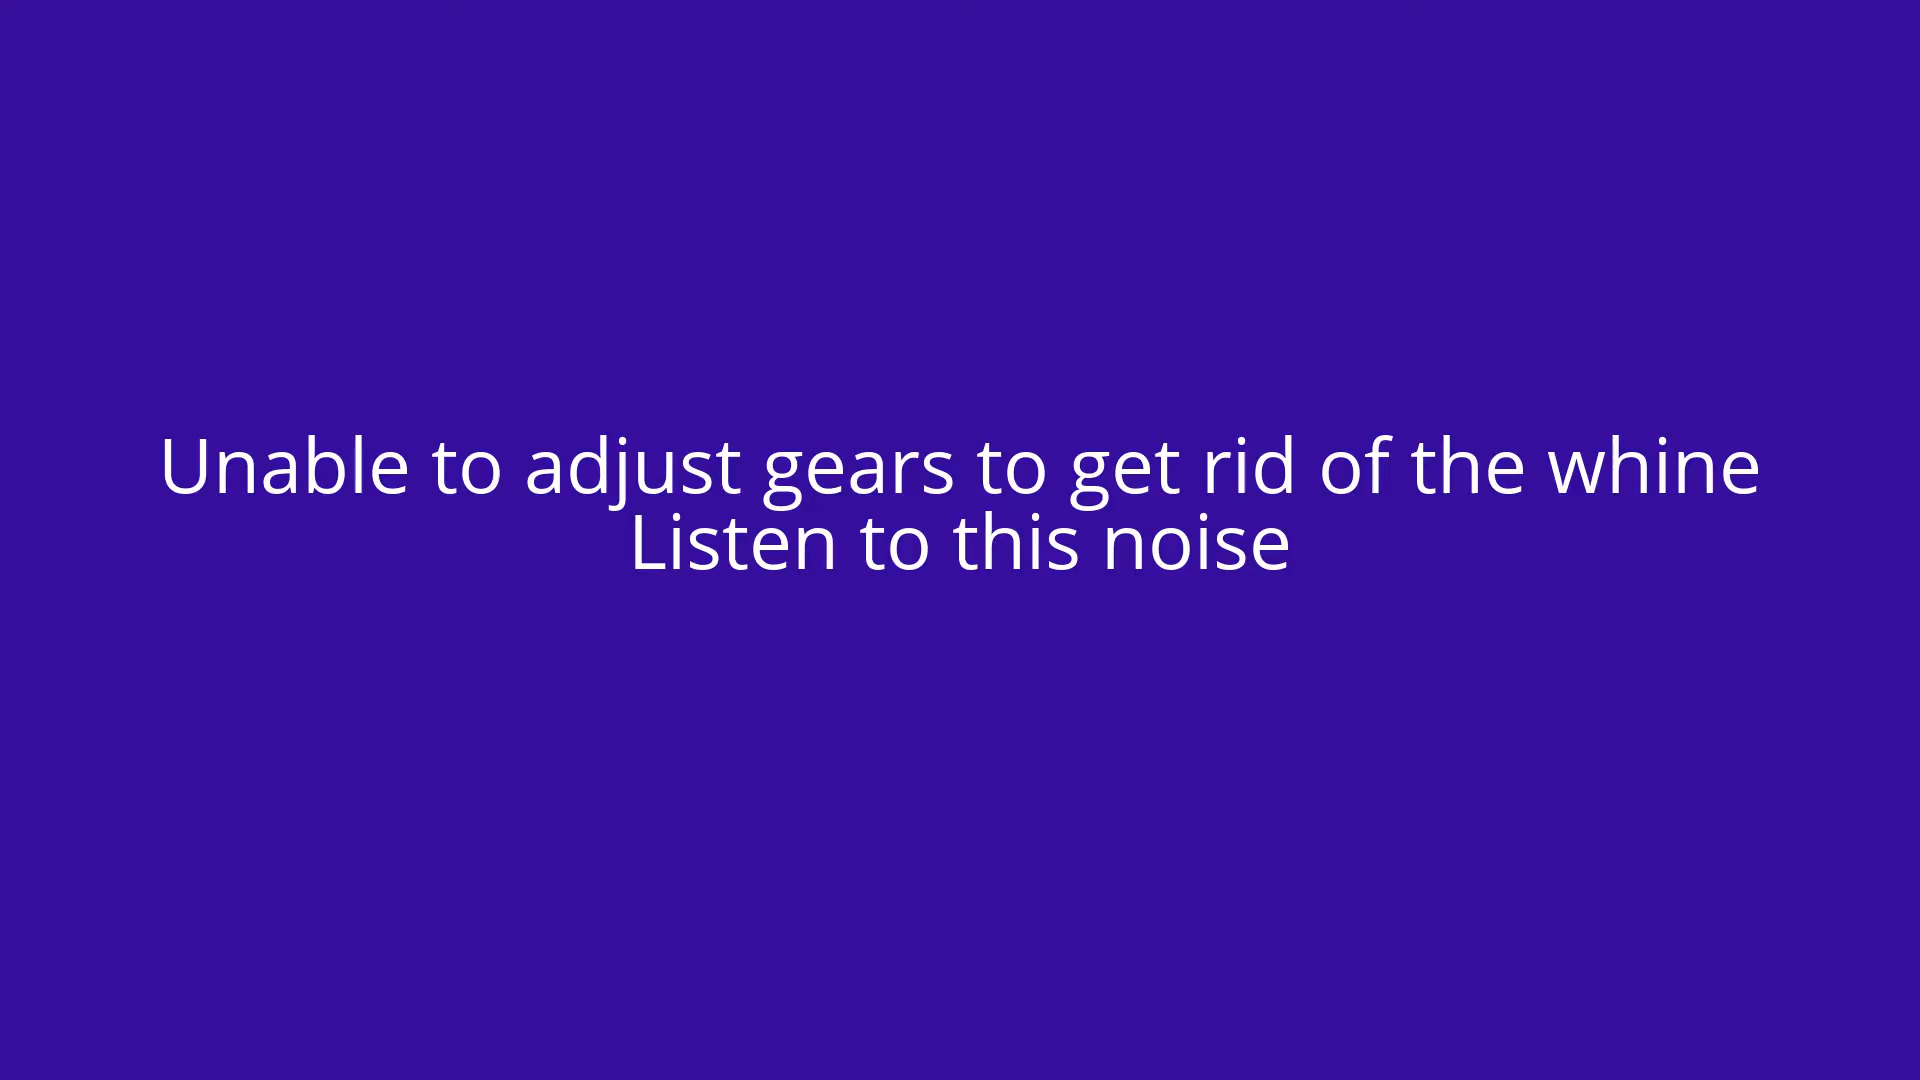 Unable to adjust gears to get rid of the whine
Listen to this noise